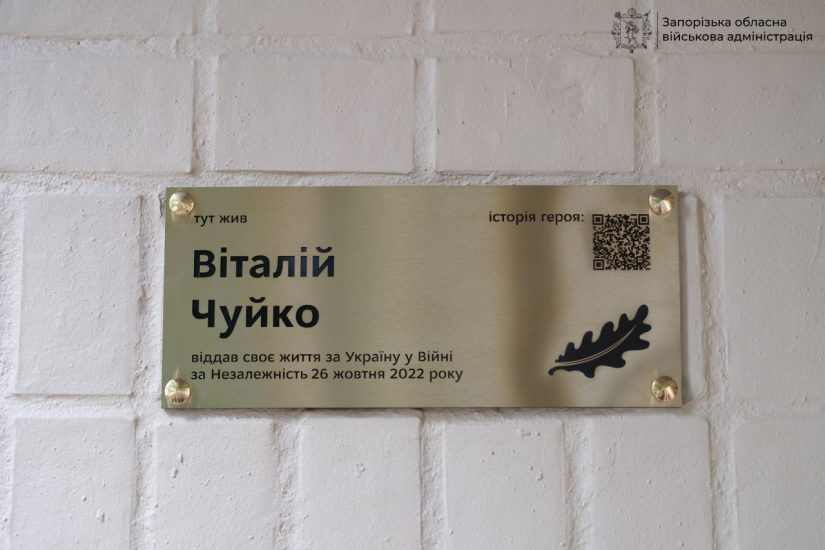 Запорізька обласна
військова адміністрація
тут жив
історія героя:
Віталій
Чуйко
віддав своє життя за Україну у Війні
за Незалежність 26 жовтня 2022 року